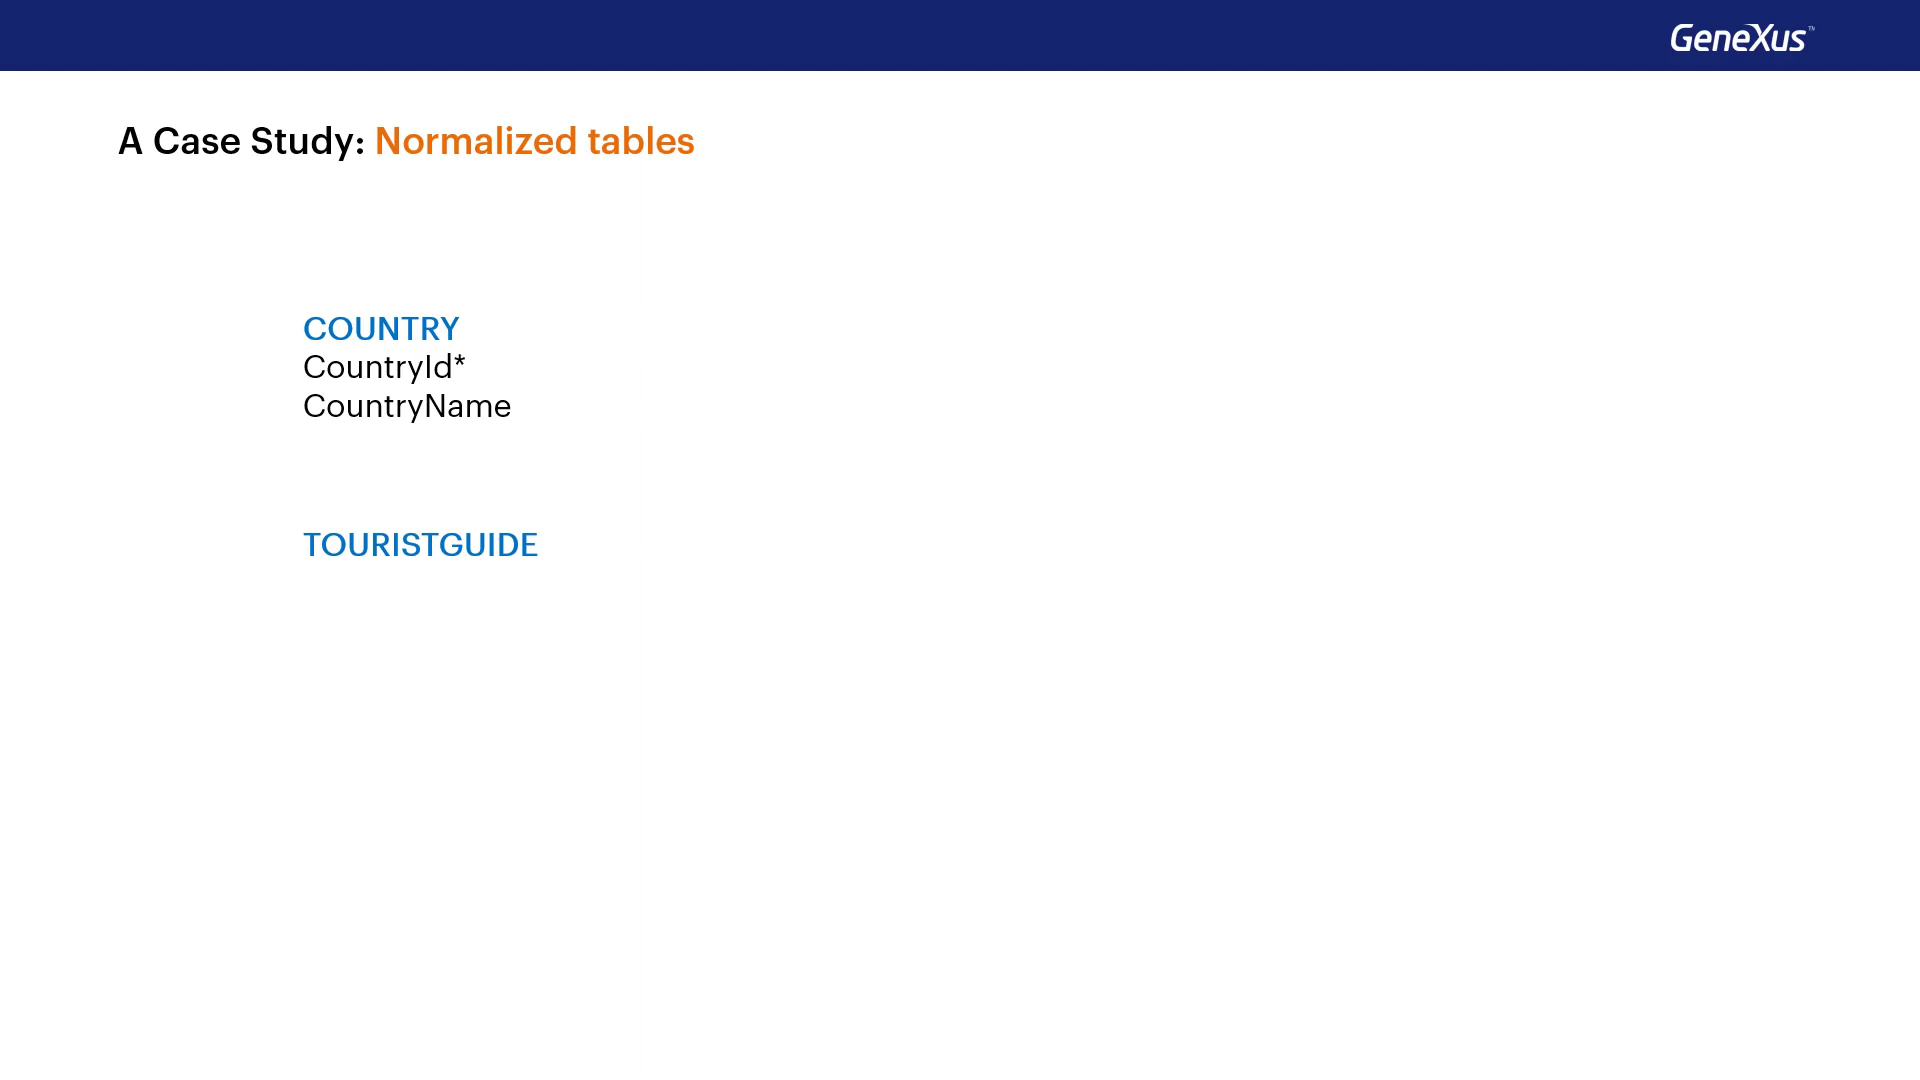 GeneXus™
A Case Study: Normalized tables
COUNTRY
CountryId*
CountryName
TOURISTGUIDE